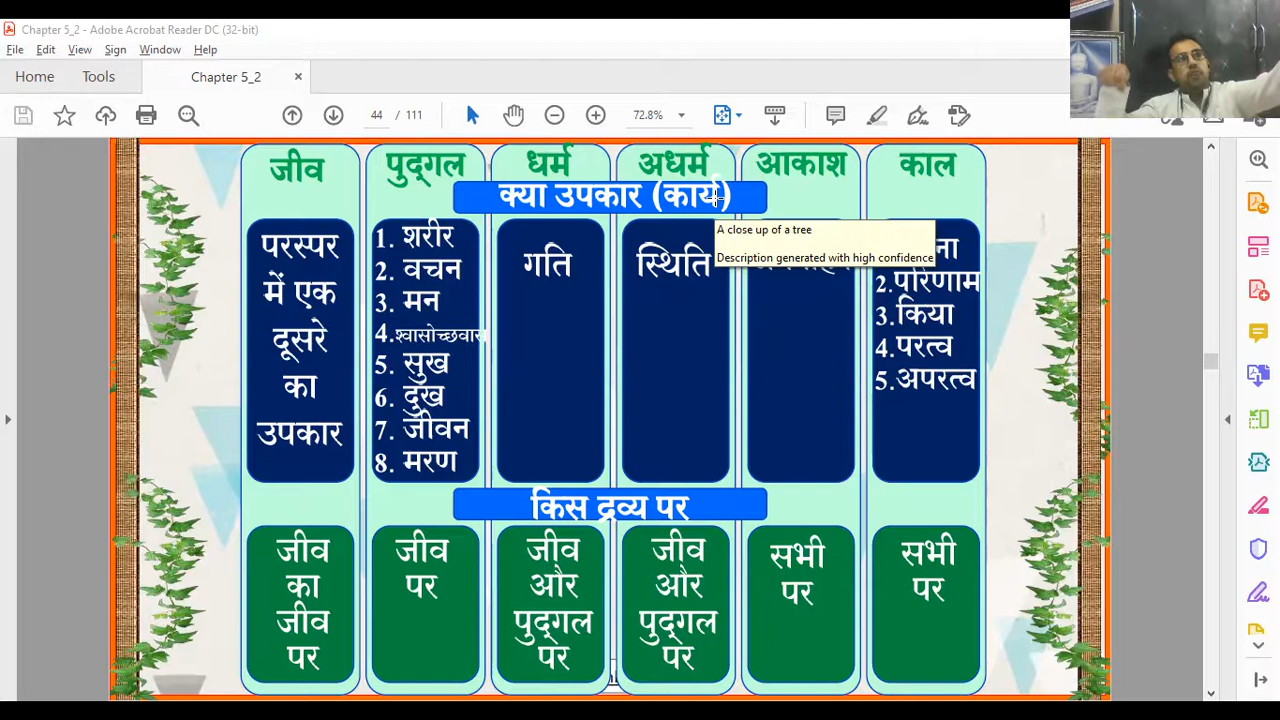 Chapter 5_2 - Adobe Acrobat Reader DC (32-bit)
File Edit View Sign Window Help
Home Tools Chapter 5_2 ×
44 / 111 72.8%
जीव पुद्गल धर्म अधर्म आकाश काल
क्या उपकार (कार्य)
परस्पर
में एक
दूसरे
का
उपकार
1. शरीर
2. वचन
3. मन
4.श्वासोच्छवास
5. सुख
6. दुख
7. जीवन
8. मरण
गति
स्थिति
A close up of a tree
Description generated with high confidence
2.परिणाम
3.क्रिया
4.परत्व
5.अपरत्व
किस द्रव्य पर
जीव
का
जीव
पर
जीव
पर
जीव
और
पुद्गल
पर
जीव
और
पुद्गल
पर
सभी
पर
सभी
पर